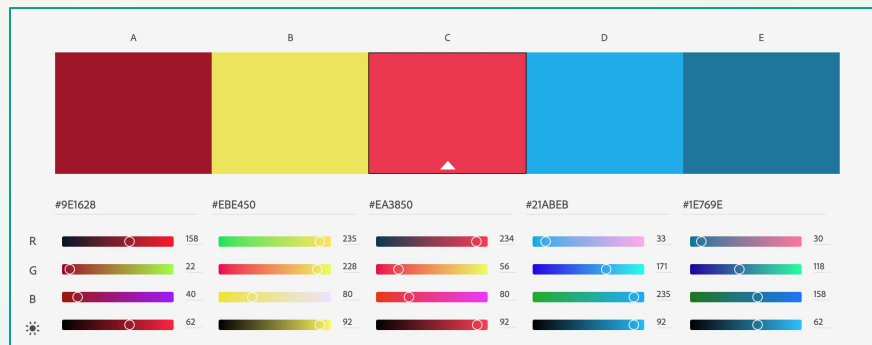 A B C D E
#9E1628 #EBE450 #EA3850 #21ABEB #1E769E
R 158 235 234 33 30
G 22 228 56 171 118
B 40 80 80 235 158
62 92 92 92 62